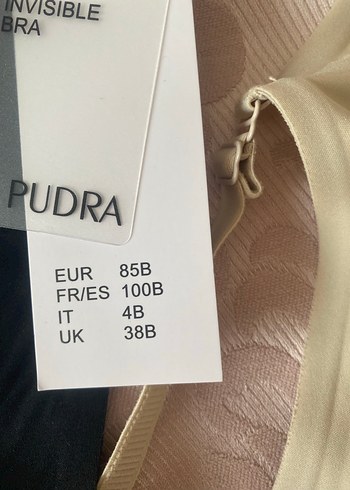 INVISIBLE
BRA
PUDRA
EUR 85B
FR/ES 100B
IT 4B
UK 38B